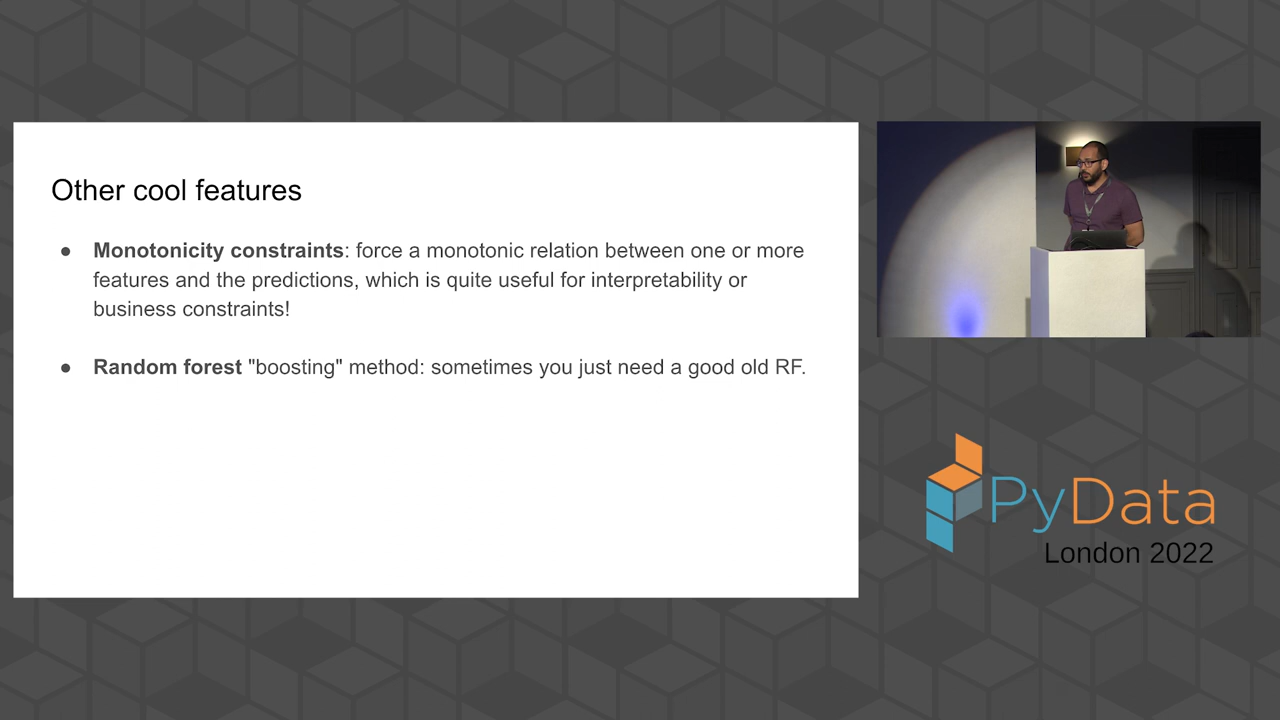 Other cool features
● Monotonicity constraints: force a monotonic relation between one or more
features and the predictions, which is quite useful for interpretability or
business constraints!
● Random forest "boosting" method: sometimes you just need a good old RF.
PyData
London 2022